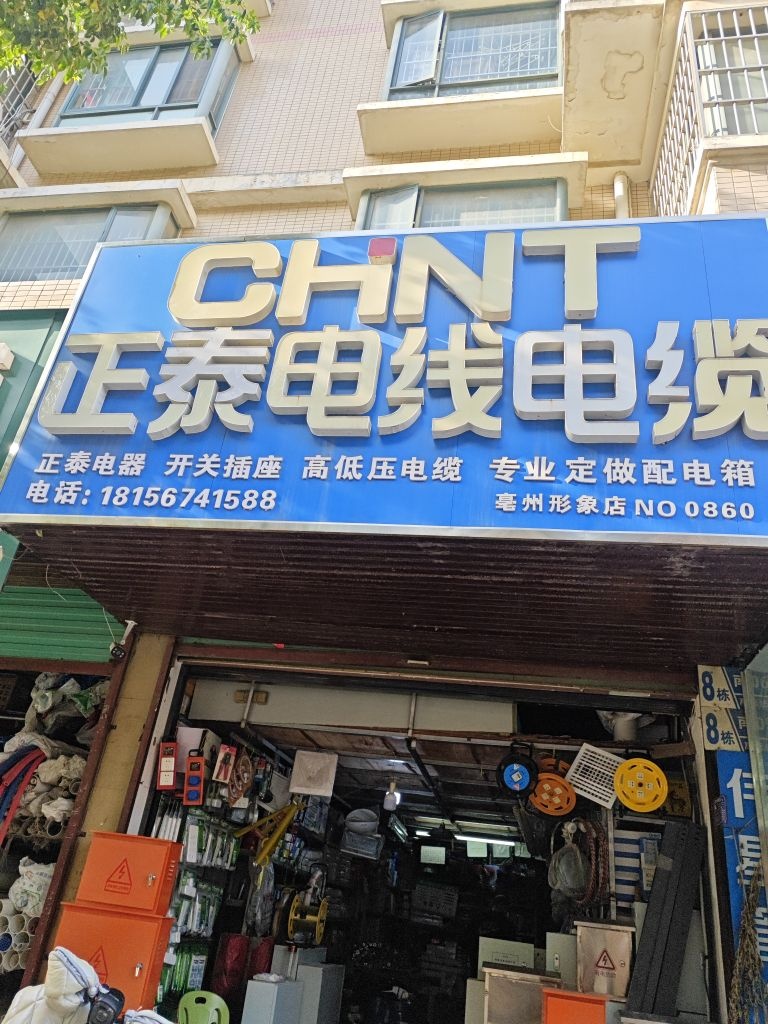 CHNT
正泰电线电缆
正泰电器 开关插座 高低压电缆 专业定做配电箱
电话：18156741588
亳州形象店NO 0860
8栋
8栋